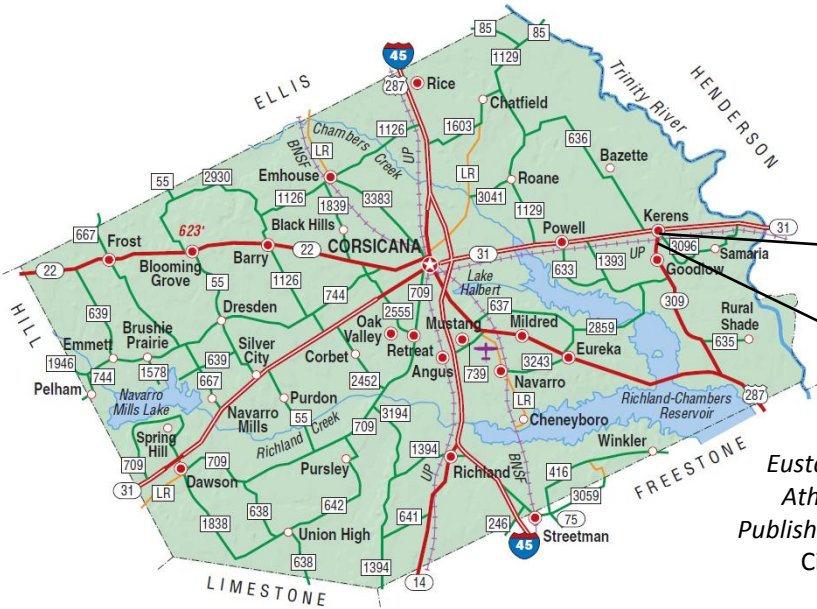 85
85
45
287
Rice
1129
ELLIS
Chatfield
Trinity River
HENDERSON
Chambers
Creek
1126
UP
1603
BNSF
LR
636
Bazette
55
2930
Emhouse
LR
3041
Roane
1126
1839
3383
1129
667
Frost
623'
Black Hills
Powell
Kerens
31
22
Blooming
Grove
Barry
22
CORSICANA
31
633
1393
UP
3096
Samaria
Goodlow
Lake
Halbert
55
1126
744
709
309
HILL
639
Dresden
2555
637
Rural
Shade
Brushie
Prairie
Oak
Valley
Mustang
Mildred
2859
Emmett
Silver
City
Corbet
Retreat
Eureka
635
1946
744
1578
639
Angus
739
3243
Pelham
667
2452
Navarro
Richland-Chambers
Reservoir
287
Navarro
Mills Lake
Navarro
Mills
Purdon
55
3194
LR
Cheneyboro
Spring
Hill
Richland Creek
709
Winkler
709
709
1394
BNSF
416
FREESTONE
31
LR
Dawson
Pursley
UP
Richland
638
642
3059
1838
641
246
75
Streetman
Union High
45
638
1394
14
LIMESTONE
Eusta
Ath
Publish
Ci